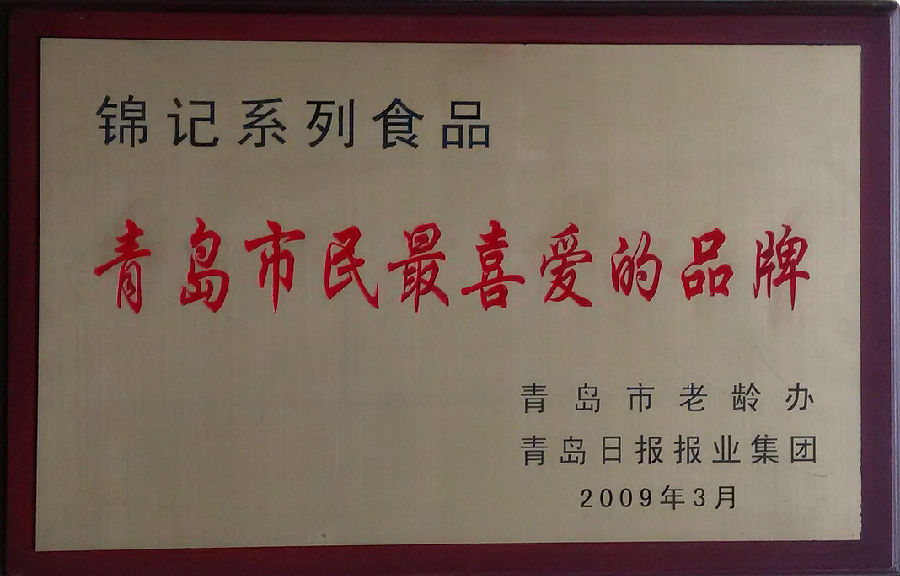 锦记系列食品
青岛市民最喜爱的品牌
青岛市老龄办
青岛日报报业集团
2009年3月